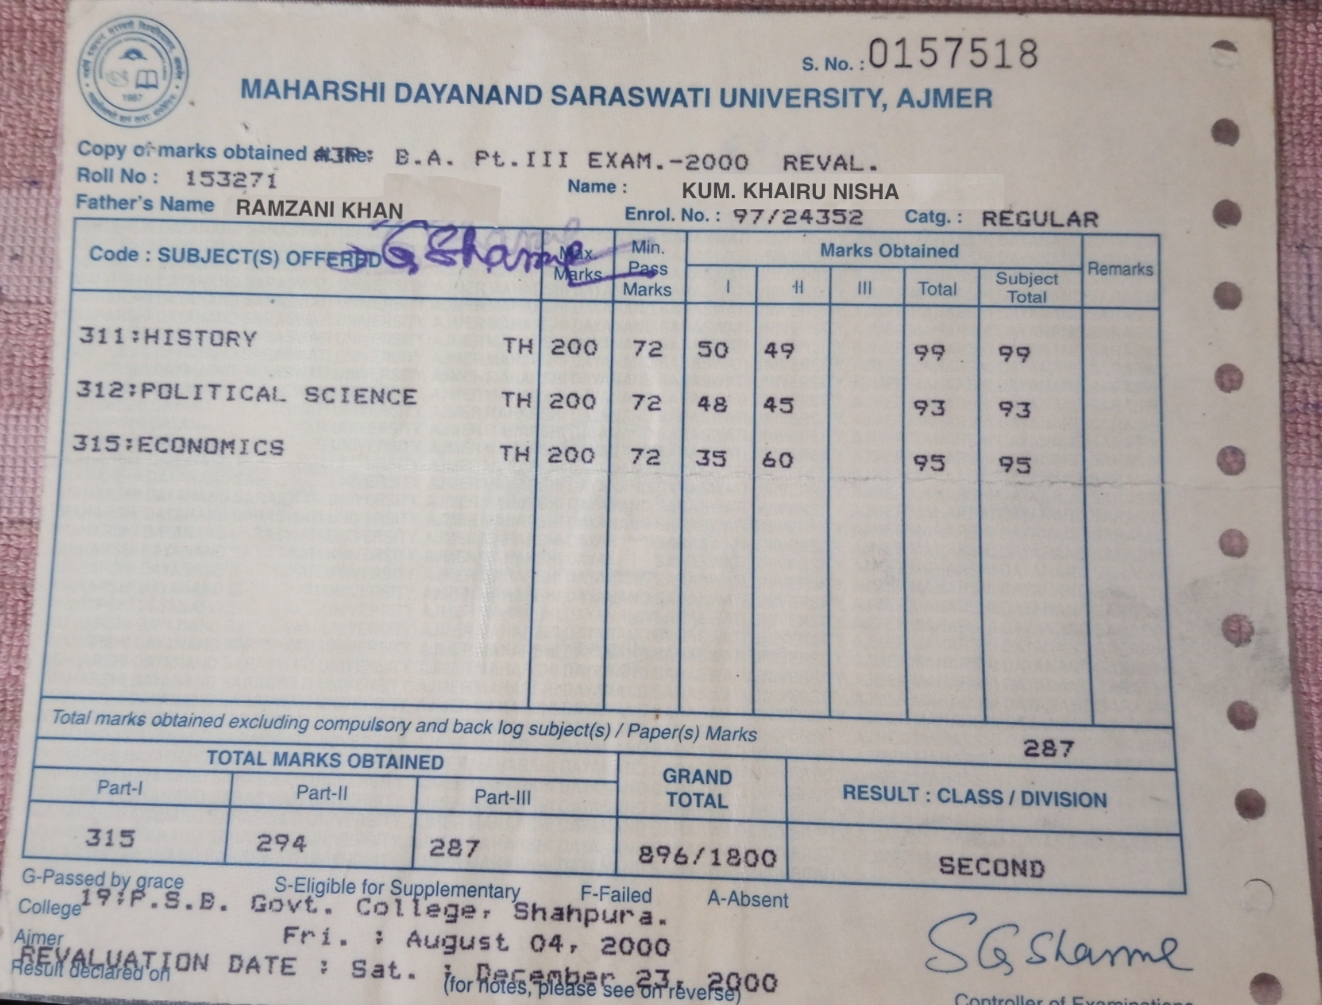 S. No. : 0157518
MAHARSHI DAYANAND SARASWATI UNIVERSITY, AJMER
Copy of marks obtained B.A. Pt.III EXAM.-2000 REVAL.
Roll No : 153271 Name : KUM. KHAIRU NISHA
Father's Name RAMZANI KHAN Enrol. No. : 97/24352 Catg. : REGULAR
Code : SUBJECT(S) OFFERED Max. Marks Min. Pass Marks Marks Obtained Remarks
I II III Total Subject Total
311:HISTORY TH 200 72 50 49 99 99
312:POLITICAL SCIENCE TH 200 72 48 45 93 93
315:ECONOMICS TH 200 72 35 60 95 95
Total marks obtained excluding compulsory and back log subject(s) / Paper(s) Marks 287
TOTAL MARKS OBTAINED GRAND TOTAL RESULT : CLASS / DIVISION
Part-I Part-II Part-III
315 294 287 896/1800 SECOND
G-Passed by grace S-Eligible for Supplementary F-Failed A-Absent
College 19:P.S.B. Govt. College, Shahpura.
Ajmer Fri. : August 04, 2000
REVALUATION DATE : Sat. : December 23, 2000
Result declared on (for notes, please see on reverse)
SG Sharma
Controller of Examinations